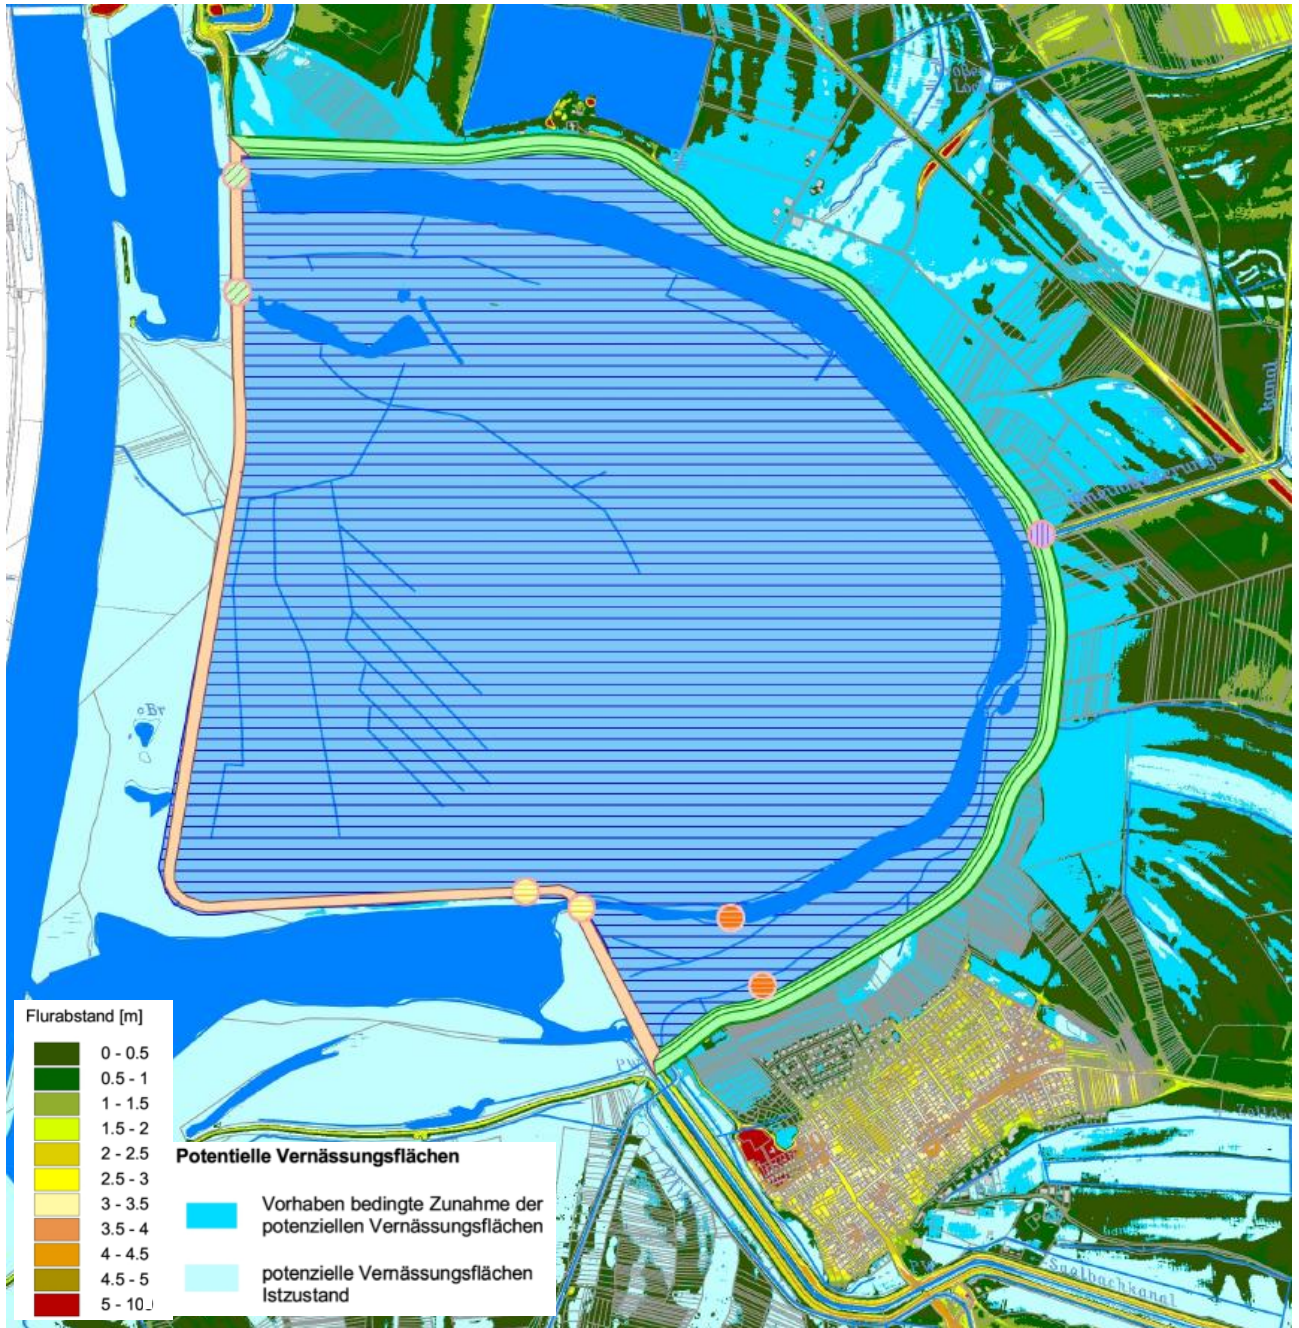 kanal
oBr
Flurabstand [m]
0 - 0.5
0.5 - 1
1 - 1.5
1.5 - 2
2 - 2.5
2.5 - 3
3 - 3.5
3.5 - 4
4 - 4.5
4.5 - 5
5 - 10
Potentielle Vernässungsflächen
Vorhaben bedingte Zunahme der
potenziellen Vernässungsflächen
potenzielle Vernässungsflächen
Istzustand
Saalbachkanal